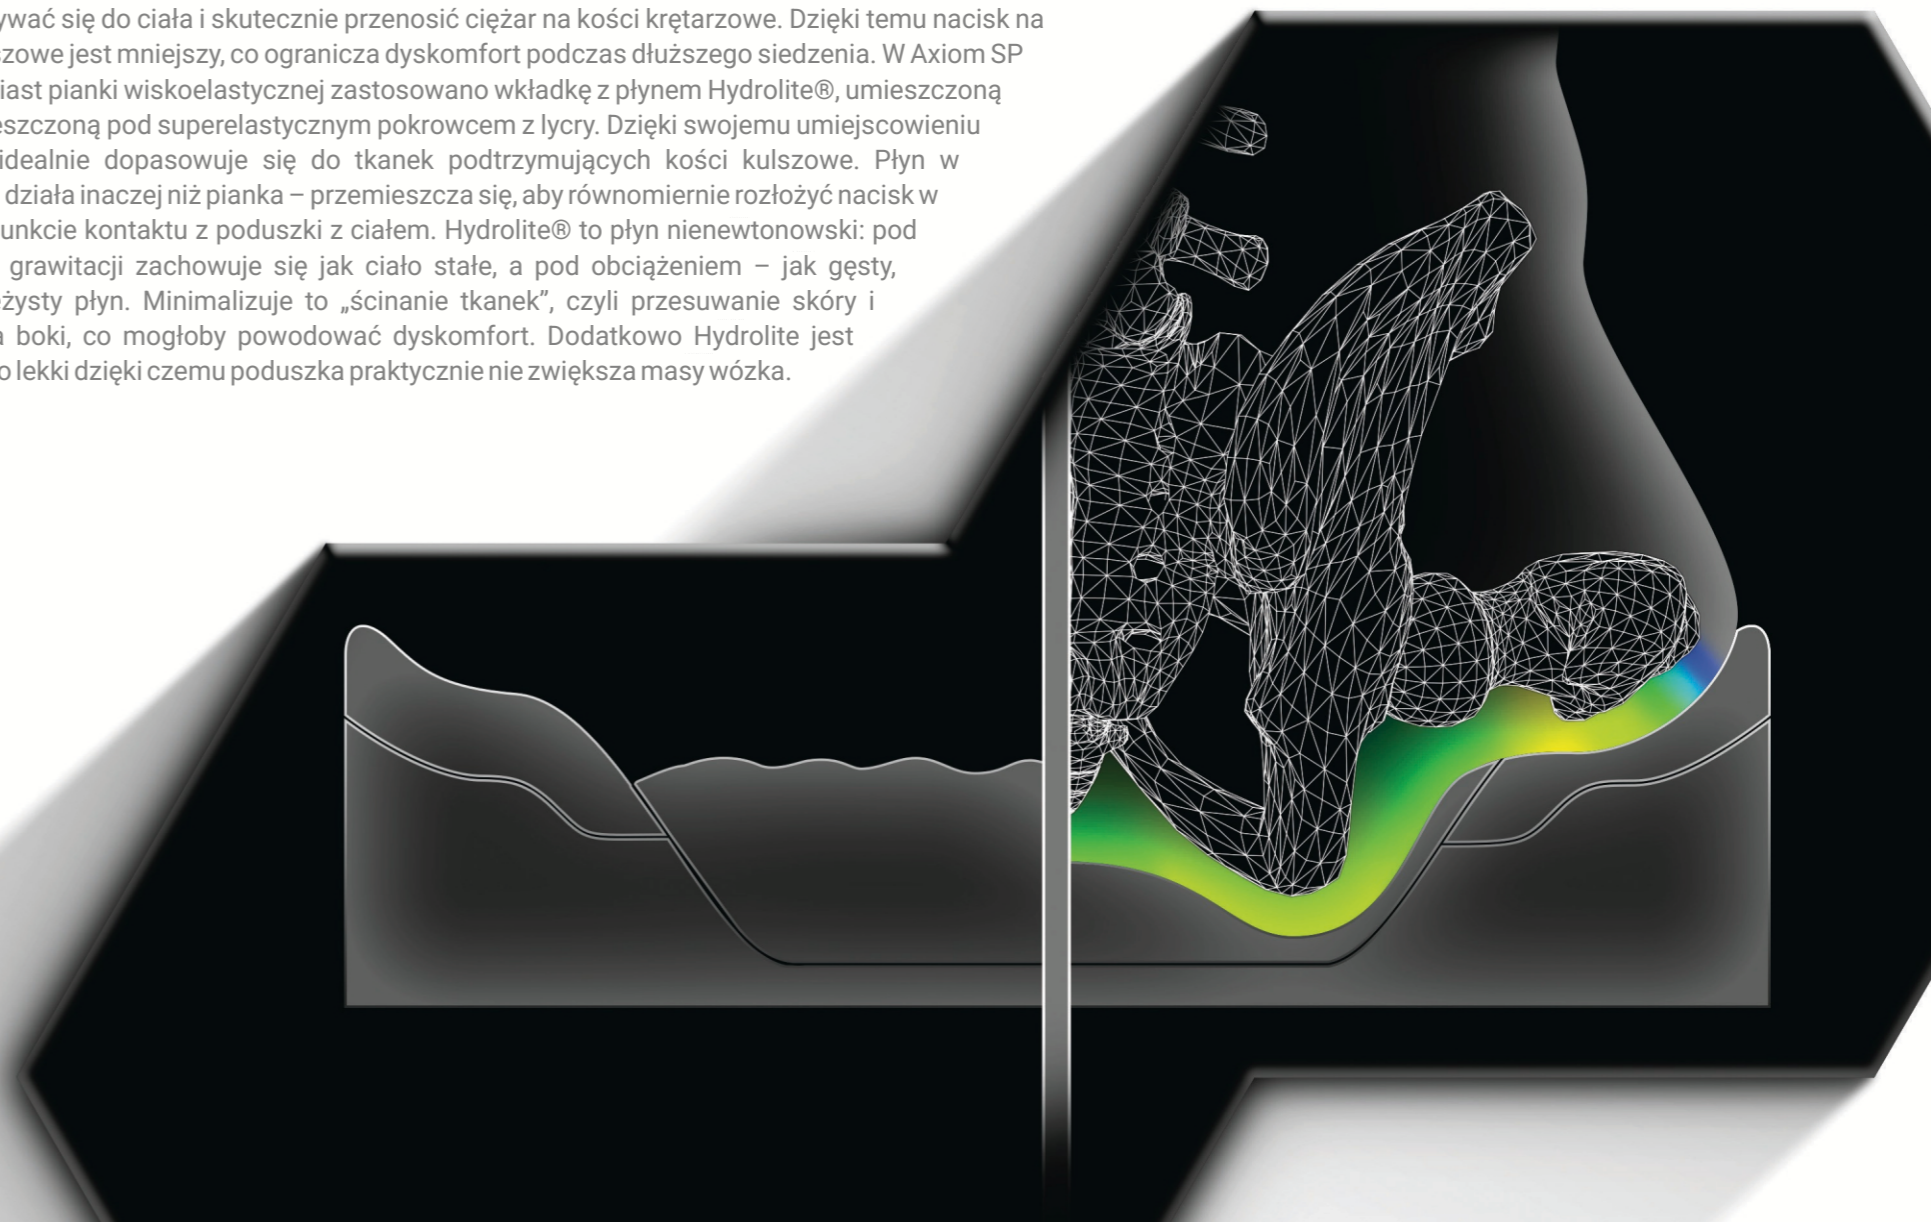 wać się do ciała i skutecznie przenosić ciężar na kości krętarzowe. Dzięki temu nacisk na
szowe jest mniejszy, co ogranicza dyskomfort podczas dłuższego siedzenia. W Axiom SP
iast pianki wiskoelastycznej zastosowano wkładkę z płynem Hydrolite®, umieszczoną
eszczoną pod superelastycznym pokrowcem z lycry. Dzięki swojemu umiejscowieniu
idealnie dopasowuje się do tkanek podtrzymujących kości kulszowe. Płyn w
działa inaczej niż pianka – przemieszcza się, aby równomiernie rozłożyć nacisk w
unkcie kontaktu z poduszki z ciałem. Hydrolite® to płyn nienewtonowski: pod
grawitacji zachowuje się jak ciało stałe, a pod obciążeniem – jak gęsty,
ężysty płyn. Minimalizuje to „ścinanie tkanek”, czyli przesuwanie skóry i
a boki, co mogłoby powodować dyskomfort. Dodatkowo Hydrolite jest
o lekki dzięki czemu poduszka praktycznie nie zwiększa masy wózka.